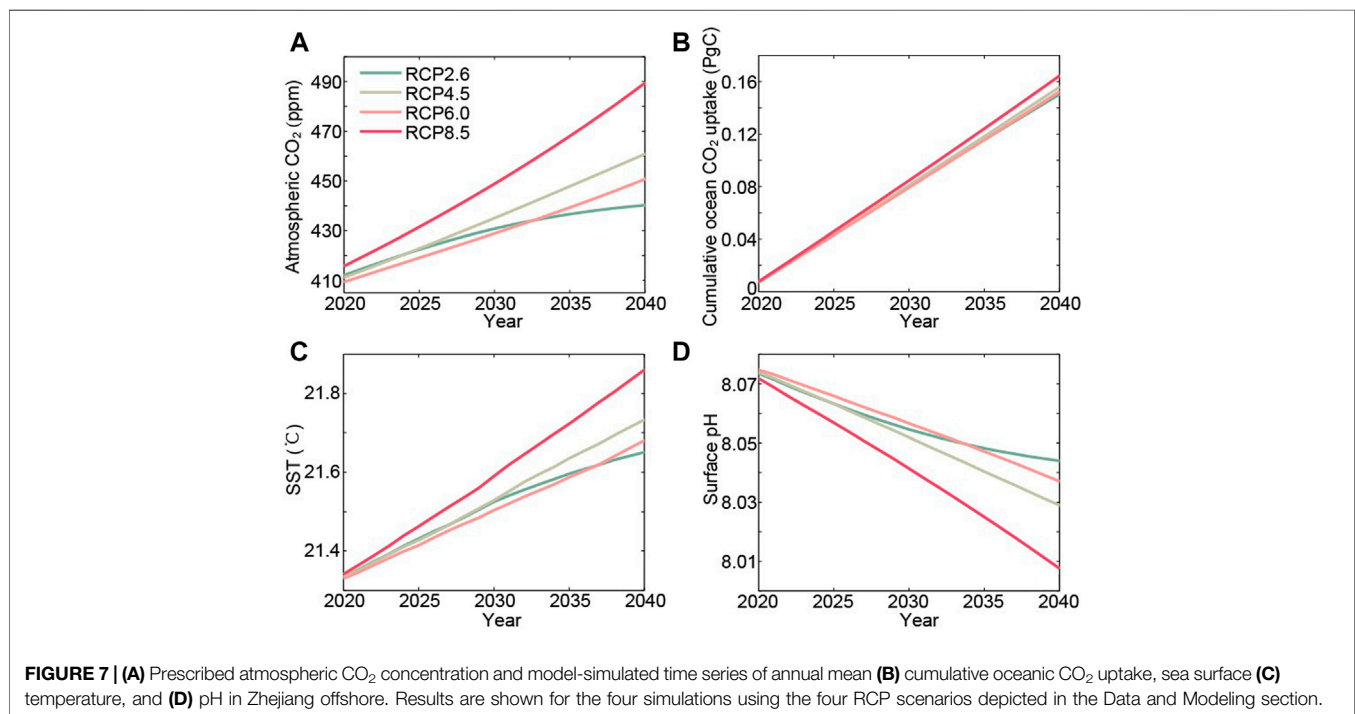 A
Atmospheric CO₂ (ppm)
490
470
450
430
410
RCP2.6
RCP4.5
RCP6.0
RCP8.5
2020 2025 2030 2035 2040
Year
B
Cumulative ocean CO₂ uptake (PgC)
0.16
0.12
0.08
0.04
0
2020 2025 2030 2035 2040
Year
C
SST (℃)
21.8
21.6
21.4
2020 2025 2030 2035 2040
Year
D
Surface pH
8.07
8.05
8.03
8.01
2020 2025 2030 2035 2040
Year
FIGURE 7 | (A) Prescribed atmospheric CO₂ concentration and model-simulated time series of annual mean (B) cumulative oceanic CO₂ uptake, sea surface (C)
temperature, and (D) pH in Zhejiang offshore. Results are shown for the four simulations using the four RCP scenarios depicted in the Data and Modeling section.